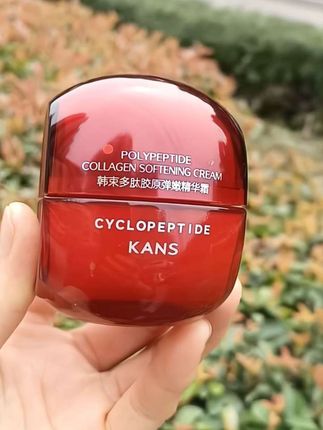 POLYPEPTIDE
COLLAGEN SOFTENING CREAM
韩束多肽胶原弹嫩精华霜
CYCLOPEPTIDE
KANS